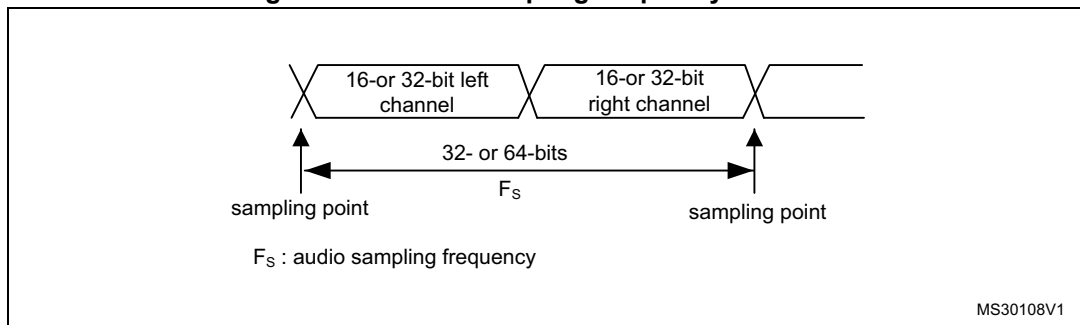 16-or 32-bit left
channel
16-or 32-bit
right channel
32- or 64-bits
FS
sampling point
sampling point
FS : audio sampling frequency
MS30108V1